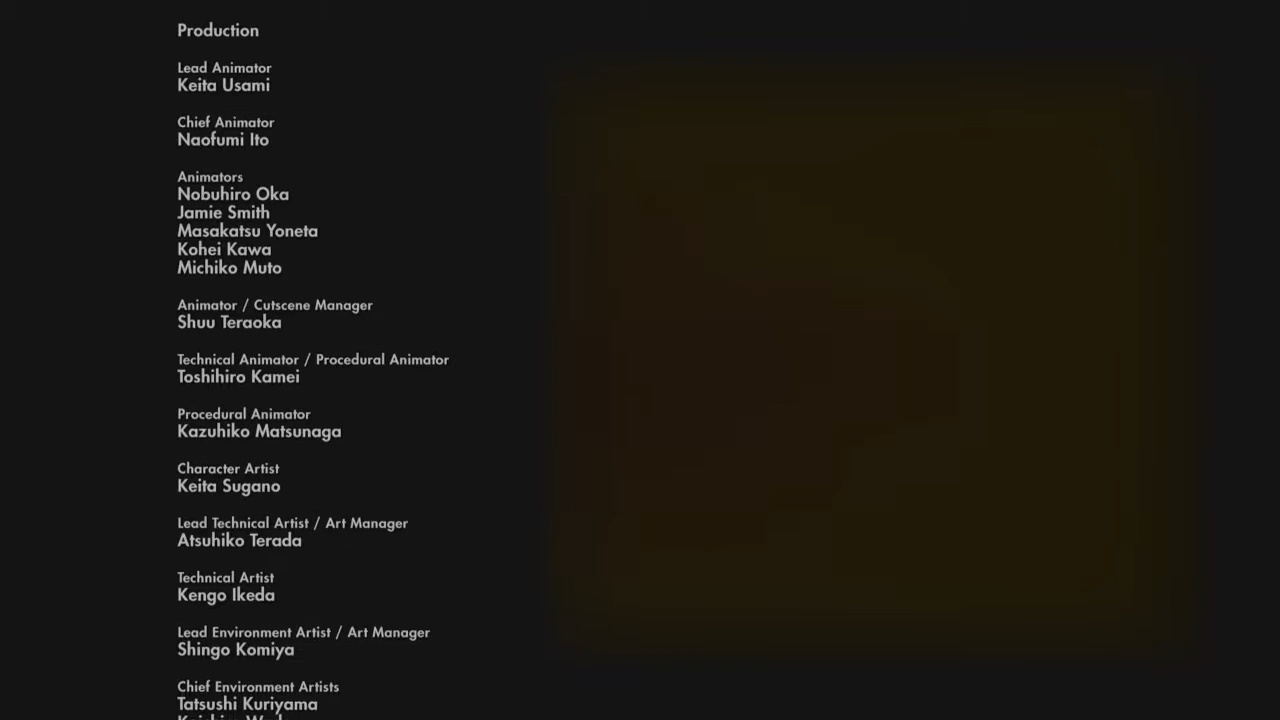 Production
Lead Animator
Keita Usami
Chief Animator
Naofumi Ito
Animators
Nobuhiro Oka
Jamie Smith
Masakatsu Yoneta
Kohei Kawa
Michiko Muto
Animator / Cutscene Manager
Shuu Teraoka
Technical Animator / Procedural Animator
Toshihiro Kamei
Procedural Animator
Kazuhiko Matsunaga
Character Artist
Keita Sugano
Lead Technical Artist / Art Manager
Atsuhiko Terada
Technical Artist
Kengo Ikeda
Lead Environment Artist / Art Manager
Shingo Komiya
Chief Environment Artists
Tatsushi Kuriyama